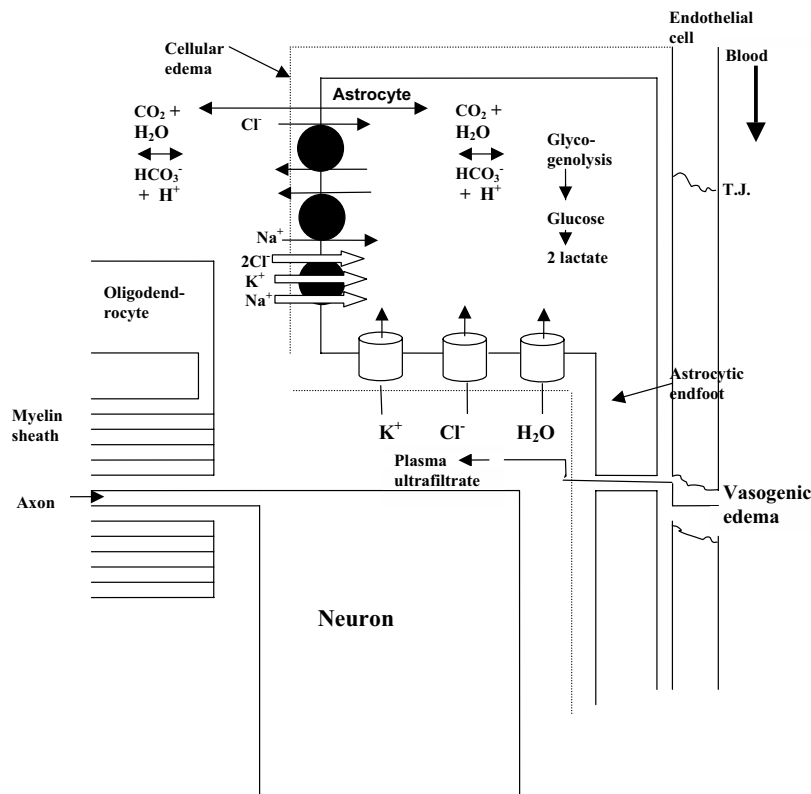 Endothelial
cell
Blood
Cellular
edema
Astrocyte
CO₂ +
H₂O
HCO₃⁻
+ H⁺
Cl⁻
CO₂ +
H₂O
HCO₃⁻
+ H⁺
Glyco-
genolysis
Glucose
2 lactate
T.J.
Na⁺
2Cl⁻
K⁺
Na⁺
Oligodend-
rocyte
Astrocytic
endfoot
Myelin
sheath
K⁺
Cl⁻
H₂O
Plasma
ultrafiltrate
Axon
Vasogenic
edema
Neuron